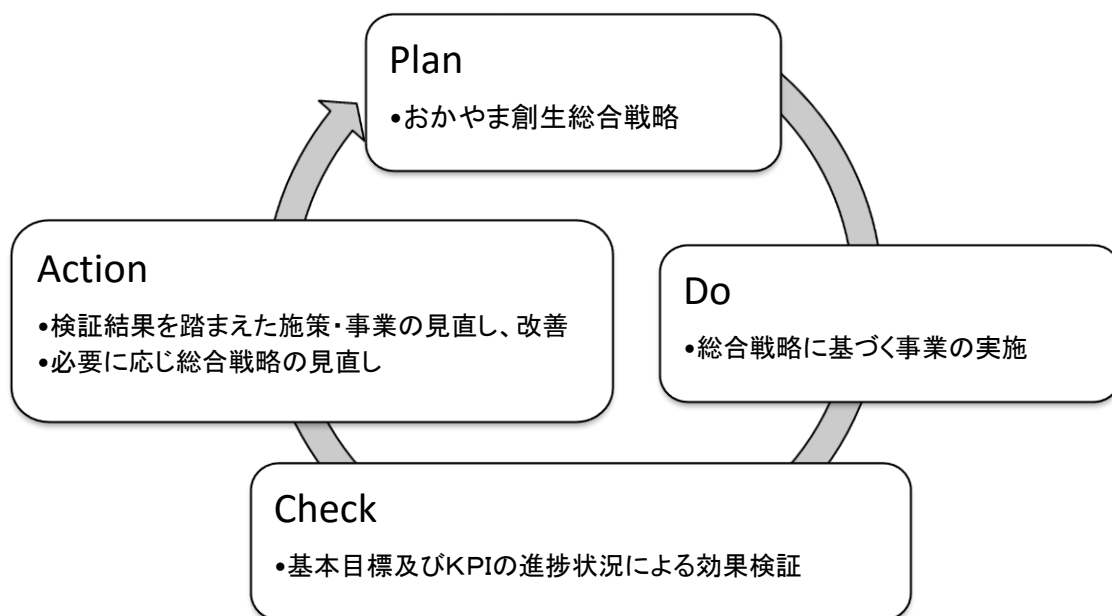 Plan
•おかやま創生総合戦略
Action
•検証結果を踏まえた施策・事業の見直し、改善
•必要に応じ総合戦略の見直し
Do
•総合戦略に基づく事業の実施
Check
•基本目標及びKPIの進捗状況による効果検証